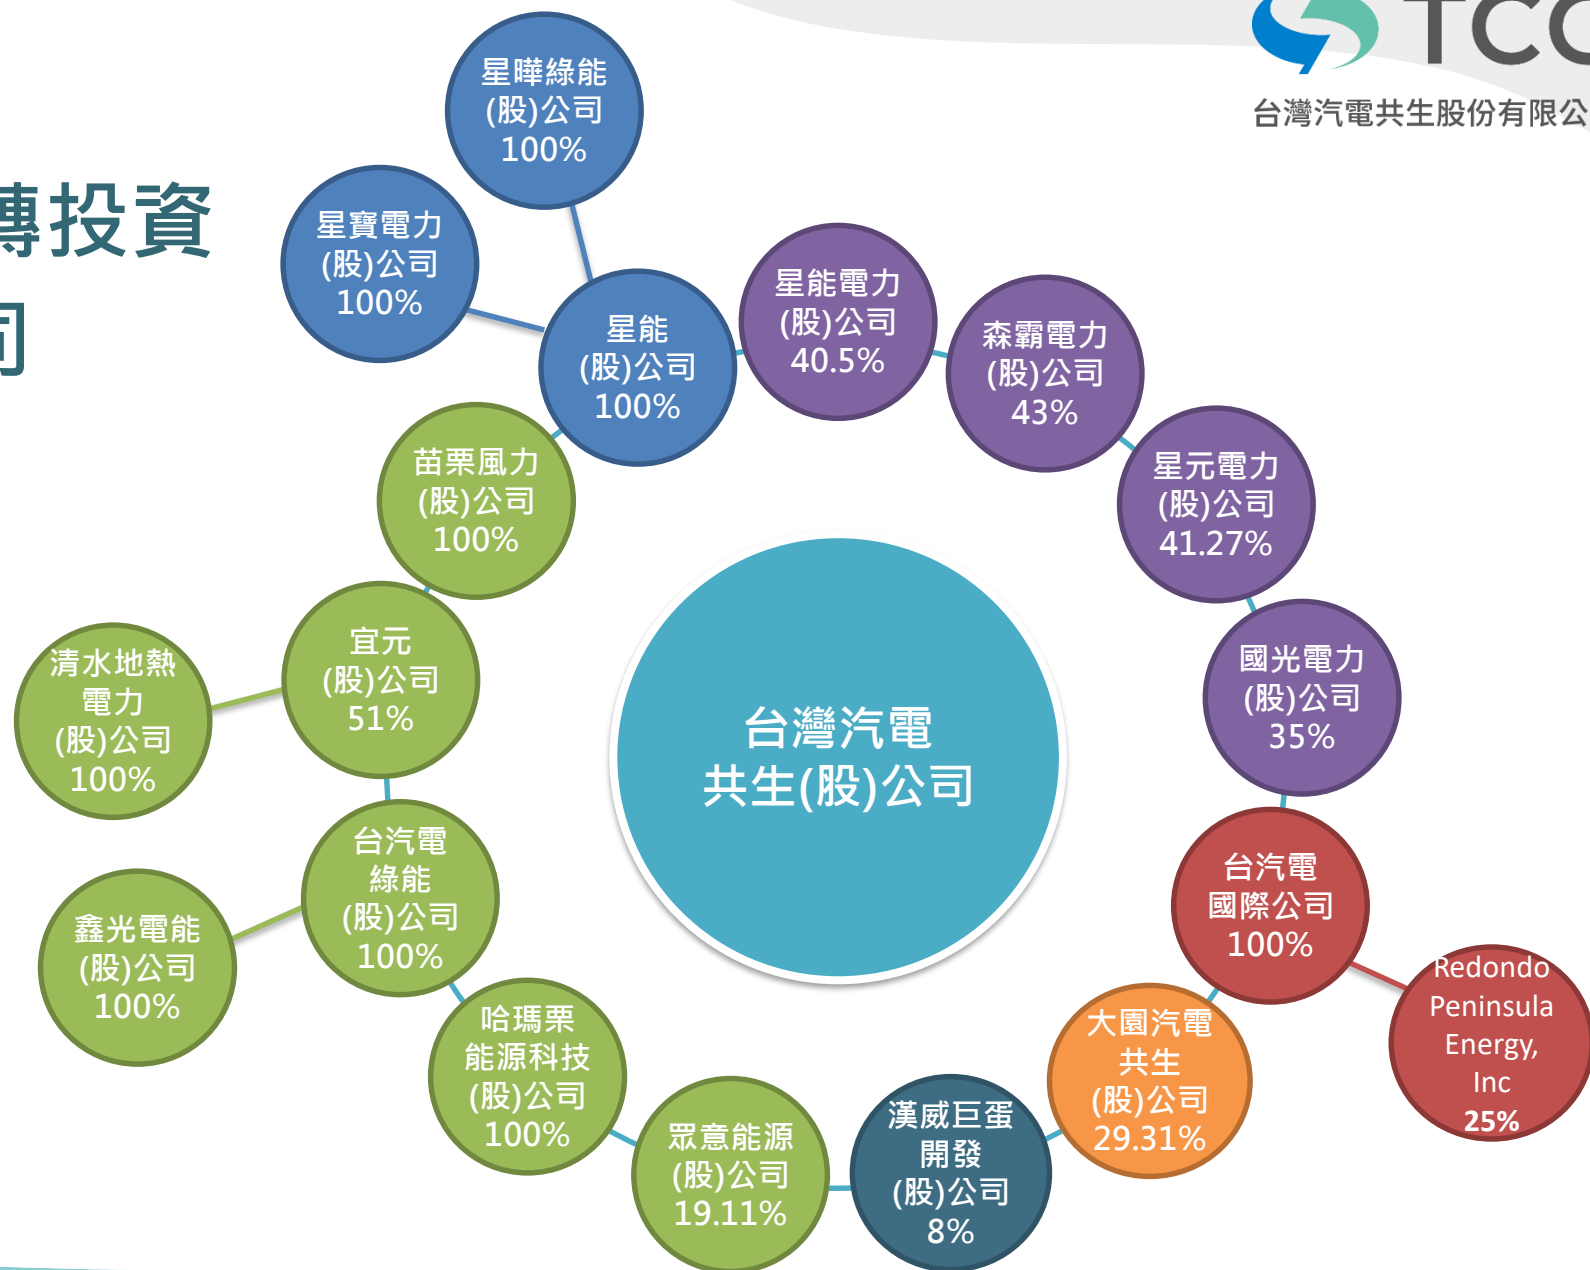 TCC
台灣汽電共生股份有限公
轉投資
司
星曄綠能
(股)公司
100%
星寶電力
(股)公司
100%
星能
(股)公司
100%
星能電力
(股)公司
40.5%
森霸電力
(股)公司
43%
星元電力
(股)公司
41.27%
國光電力
(股)公司
35%
台汽電
國際公司
100%
Redondo
Peninsula
Energy,
Inc
25%
大園汽電
共生
(股)公司
29.31%
漢威巨蛋
開發
(股)公司
8%
眾意能源
(股)公司
19.11%
哈瑪栗
能源科技
(股)公司
100%
台汽電
綠能
(股)公司
100%
鑫光電能
(股)公司
100%
宜元
(股)公司
51%
清水地熱
電力
(股)公司
100%
苗栗風力
(股)公司
100%
台灣汽電
共生(股)公司